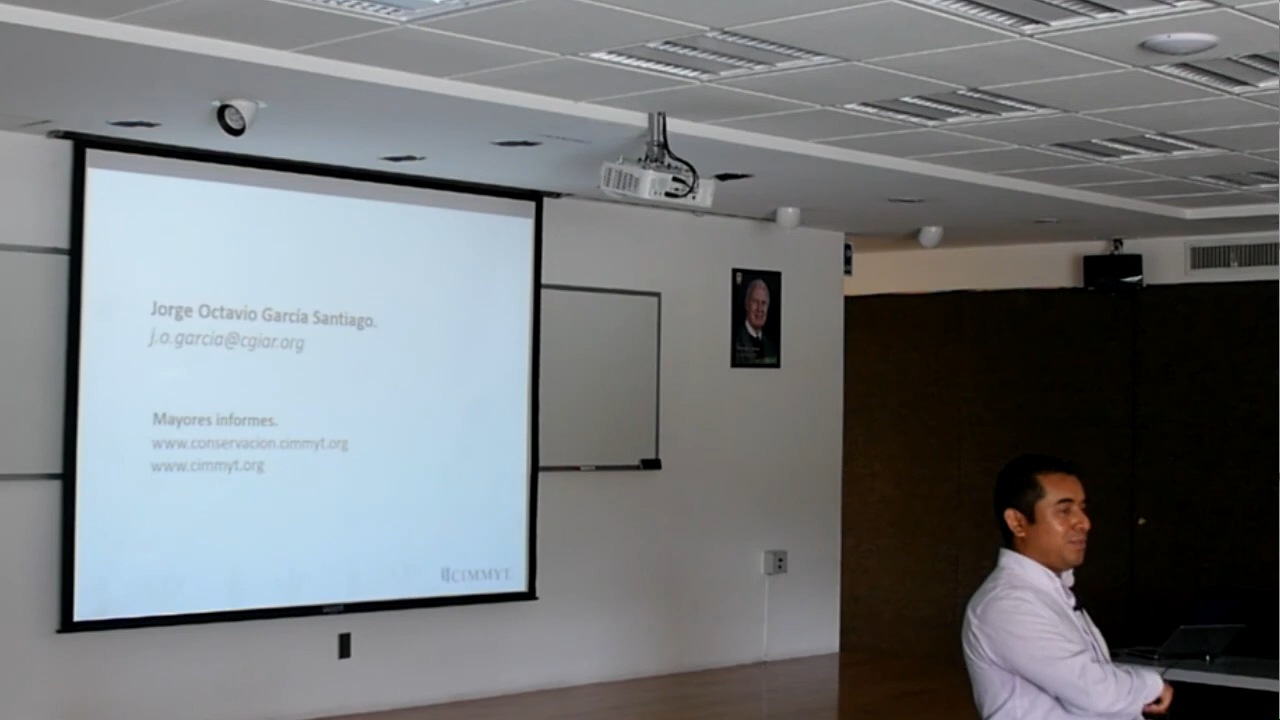 Jorge Octavio García Santiago.
j.o.garcia@cgiar.org
Mayores informes.
www.conservacion.cimmyt.org
www.cimmyt.org
CIMMYT.